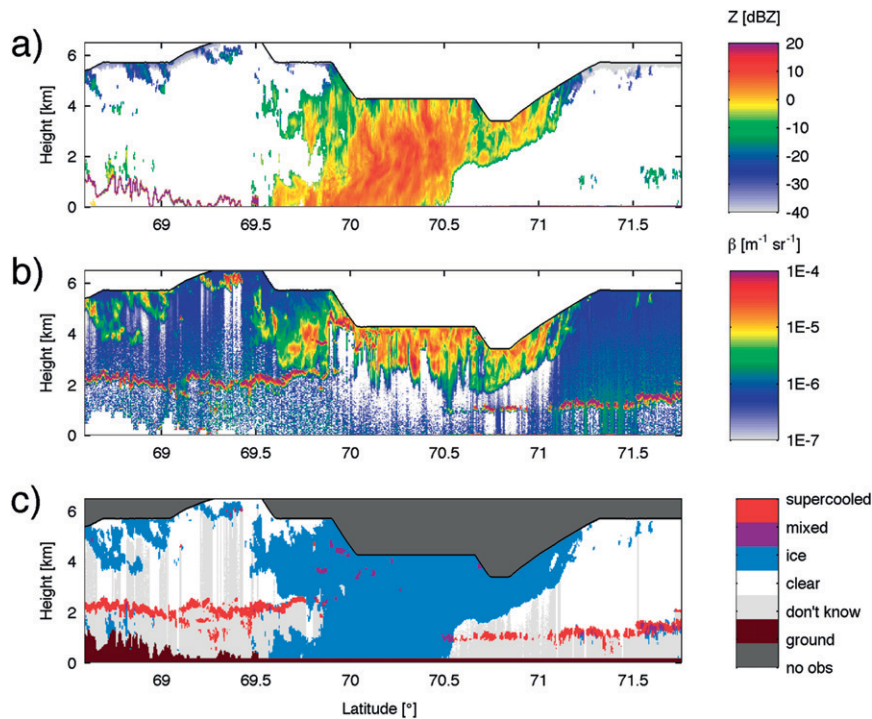 a)
Z [dBZ]
Height [km]
6
4
2
0
69
69.5
70
70.5
71
71.5
20
10
0
-10
-20
-30
-40
b)
β [m⁻¹ sr⁻¹]
Height [km]
6
4
2
0
69
69.5
70
70.5
71
71.5
1E-4
1E-5
1E-6
1E-7
c)
Height [km]
6
4
2
0
69
69.5
70
70.5
71
71.5
Latitude [°]
supercooled
mixed
ice
clear
don't know
ground
no obs